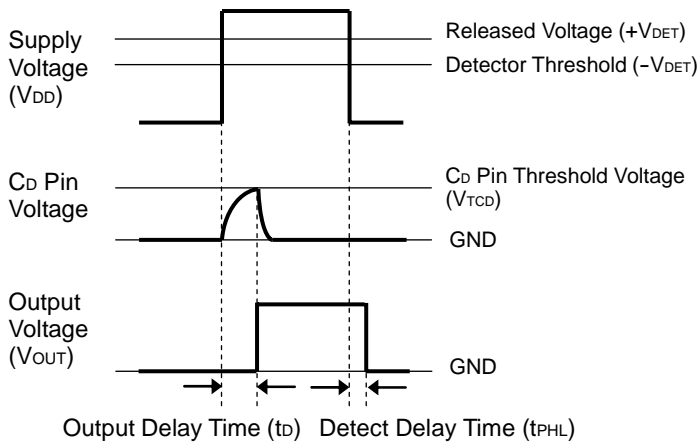 Supply
Voltage
(VDD)
Released Voltage (+VDET)
Detector Threshold (−VDET)
CD Pin
Voltage
CD Pin Threshold Voltage
(VTCD)
GND
Output
Voltage
(VOUT)
GND
Output Delay Time (tD)
Detect Delay Time (tPHL)